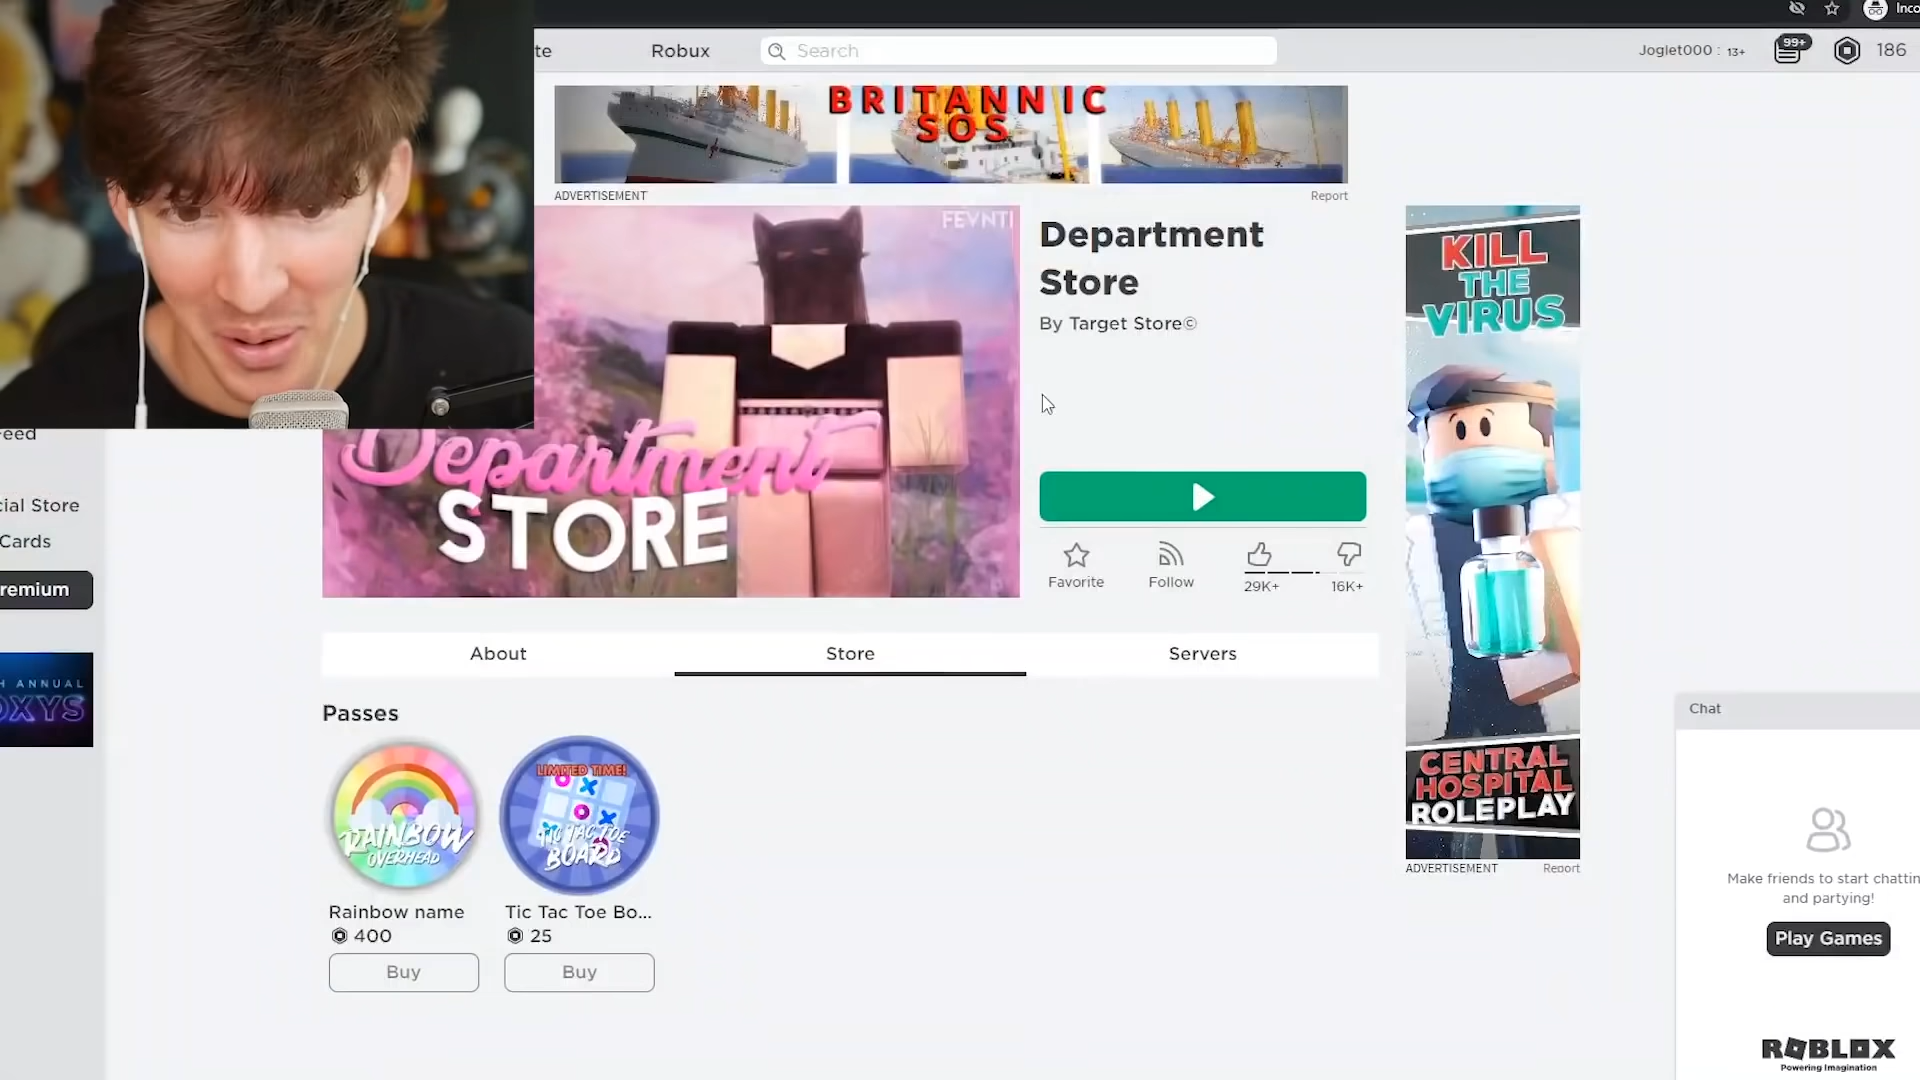 Inco
te
Robux
Search
Joglet000 : 13+
99+
186
BRITANNIC
SOS
ADVERTISEMENT
Report
FEVNTI
Department
STORE
Department
Store
By Target Store©
Favorite
Follow
29K+
16K+
KILL
THE
VIRUS
CENTRAL
HOSPITAL
ROLEPLAY
ADVERTISEMENT
Report
eed
cial Store
Cards
remium
H ANNUAL
OXYS
About
Store
Servers
Passes
RAINBOW
OVERHEAD
Rainbow name
400
Buy
LIMITED TIME!
TIC TAC TOE
BOARD
Tic Tac Toe Bo...
25
Buy
Chat
Make friends to start chattin
and partying!
Play Games
ROBLOX
Powering Imagination